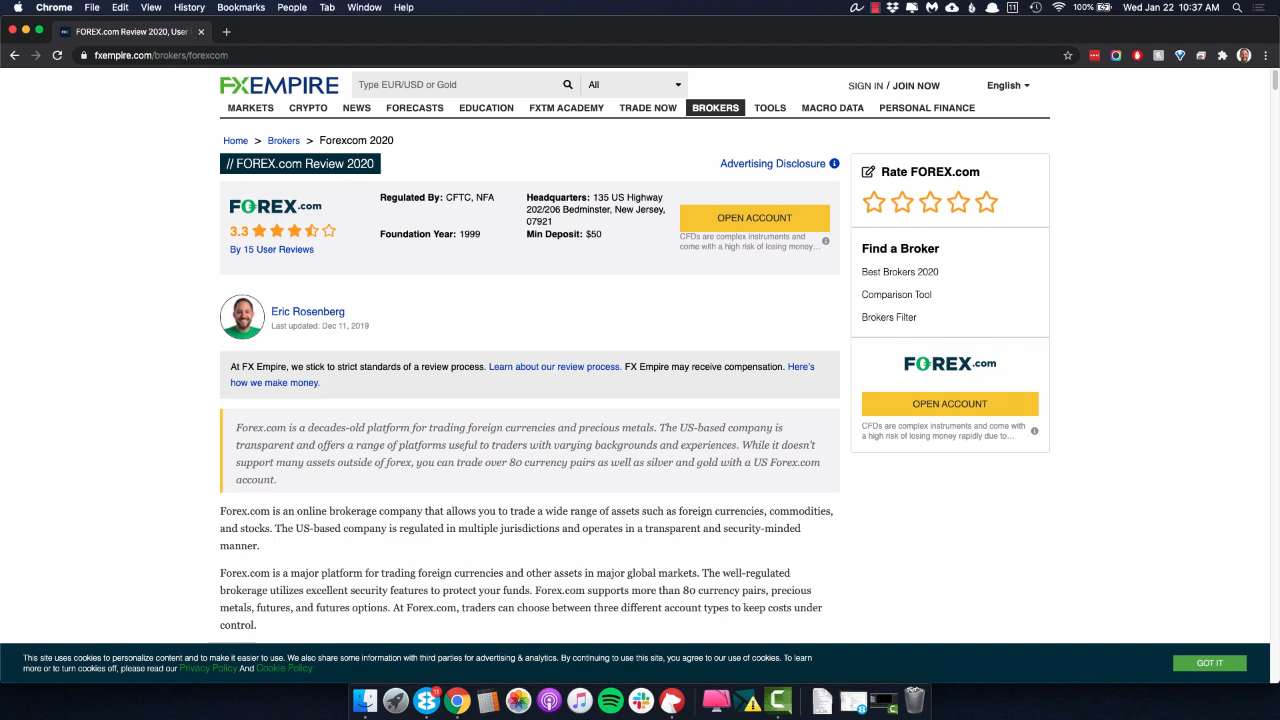 Chrome File Edit View History Bookmarks People Tab Window Help
11 100% Wed Jan 22 10:37 AM
FX FOREX.com Review 2020, User
fxempire.com/brokers/forexcom
FXEMPIRE
Type EUR/USD or Gold
All
SIGN IN / JOIN NOW
English
MARKETS CRYPTO NEWS FORECASTS EDUCATION FXTM ACADEMY TRADE NOW BROKERS TOOLS MACRO DATA PERSONAL FINANCE
Home > Brokers > Forexcom 2020
// FOREX.com Review 2020
Advertising Disclosure
FOREX.com
3.3
By 15 User Reviews
Regulated By: CFTC, NFA
Foundation Year: 1999
Headquarters: 135 US Highway
202/206 Bedminster, New Jersey,
07921
Min Deposit: $50
OPEN ACCOUNT
CFDs are complex instruments and
come with a high risk of losing money...
Rate FOREX.com
Find a Broker
Best Brokers 2020
Comparison Tool
Brokers Filter
FOREX.com
OPEN ACCOUNT
CFDs are complex instruments and come with
a high risk of losing money rapidly due to...
Eric Rosenberg
Last updated: Dec 11, 2019
At FX Empire, we stick to strict standards of a review process. Learn about our review process. FX Empire may receive compensation. Here's
how we make money.
Forex.com is a decades-old platform for trading foreign currencies and precious metals. The US-based company is
transparent and offers a range of platforms useful to traders with varying backgrounds and experiences. While it doesn't
support many assets outside of forex, you can trade over 80 currency pairs as well as silver and gold with a US Forex.com
account.
Forex.com is an online brokerage company that allows you to trade a wide range of assets such as foreign currencies, commodities,
and stocks. The US-based company is regulated in multiple jurisdictions and operates in a transparent and security-minded
manner.
Forex.com is a major platform for trading foreign currencies and other assets in major global markets. The well-regulated
brokerage utilizes excellent security features to protect your funds. Forex.com supports more than 80 currency pairs, precious
metals, futures, and futures options. At Forex.com, traders can choose between three different account types to keep costs under
control.
This site uses cookies to personalize content and to make it easier to use. We also share some information with third parties for advertising & analytics. By continuing to use this site, you agree to our use of cookies. To learn
more or to turn cookies off, please read our Privacy Policy And Cookie Policy
GOT IT
11